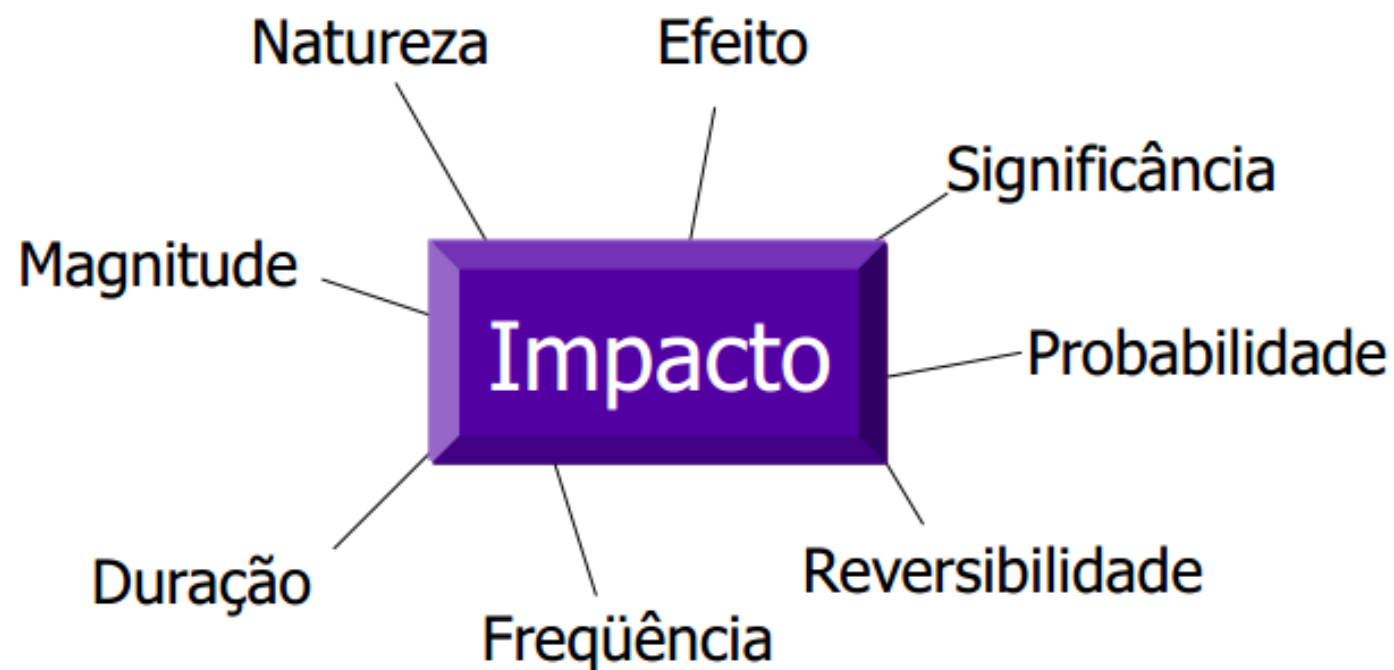 Natureza
Efeito
Significância
Magnitude
Impacto
Probabilidade
Duração
Reversibilidade
Freqüência